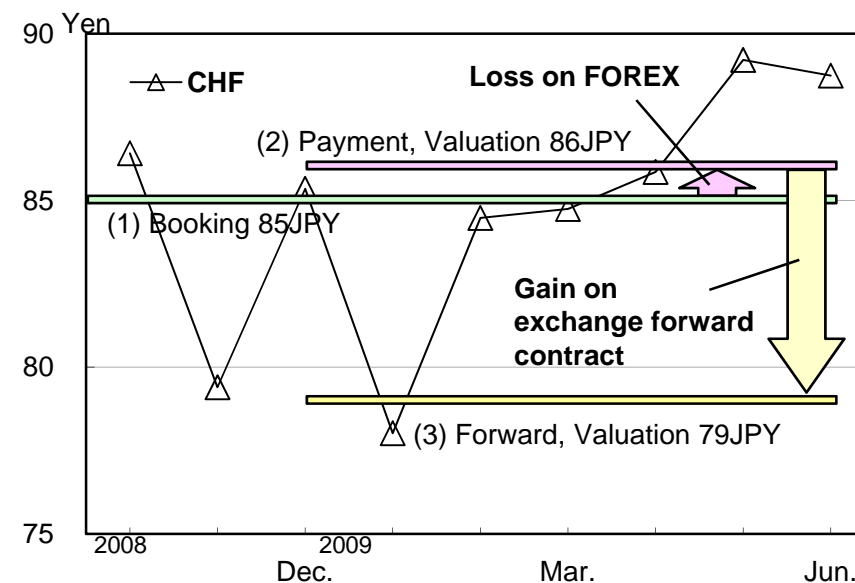 90 Yen
CHF
Loss on FOREX
(2) Payment, Valuation 86JPY
85
(1) Booking 85JPY
Gain on
exchange forward
contract
80
(3) Forward, Valuation 79JPY
75
2008 2009
Dec. Mar. Jun.